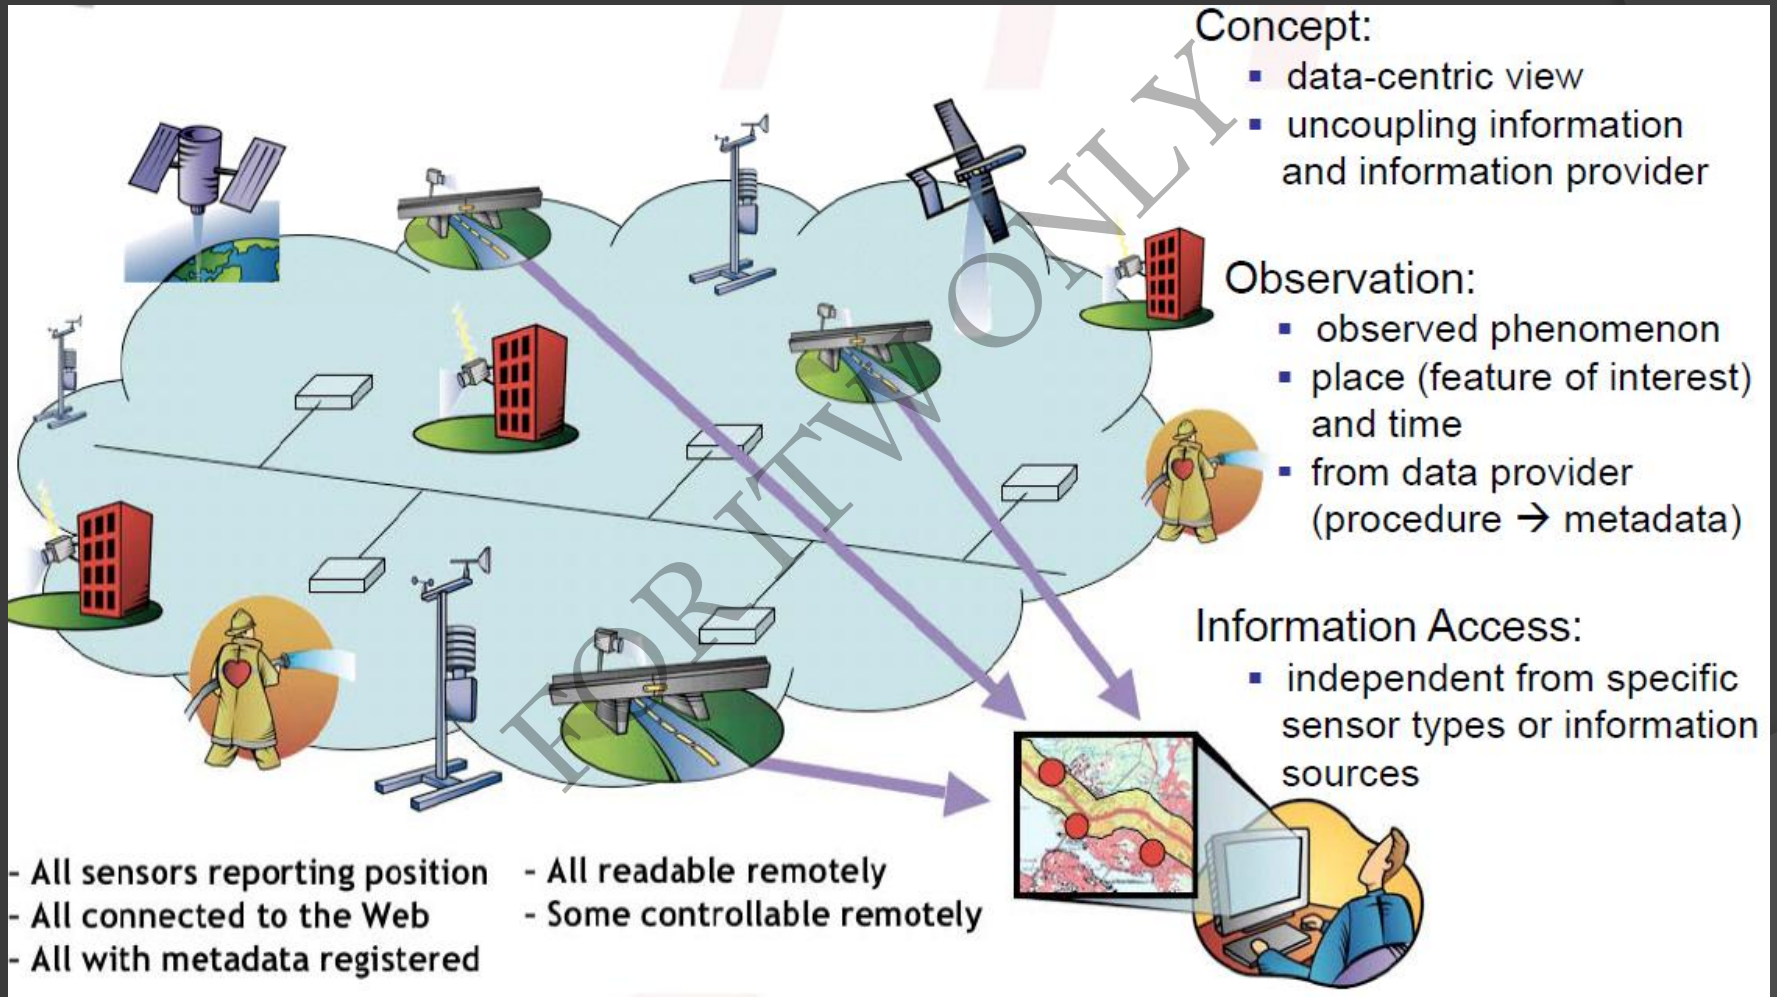 Concept:
▪ data-centric view
▪ uncoupling information
and information provider
Observation:
▪ observed phenomenon
▪ place (feature of interest)
and time
▪ from data provider
(procedure → metadata)
Information Access:
▪ independent from specific
sensor types or information
sources
- All sensors reporting position
- All connected to the Web
- All with metadata registered
- All readable remotely
- Some controllable remotely
FOR ITW ONLY